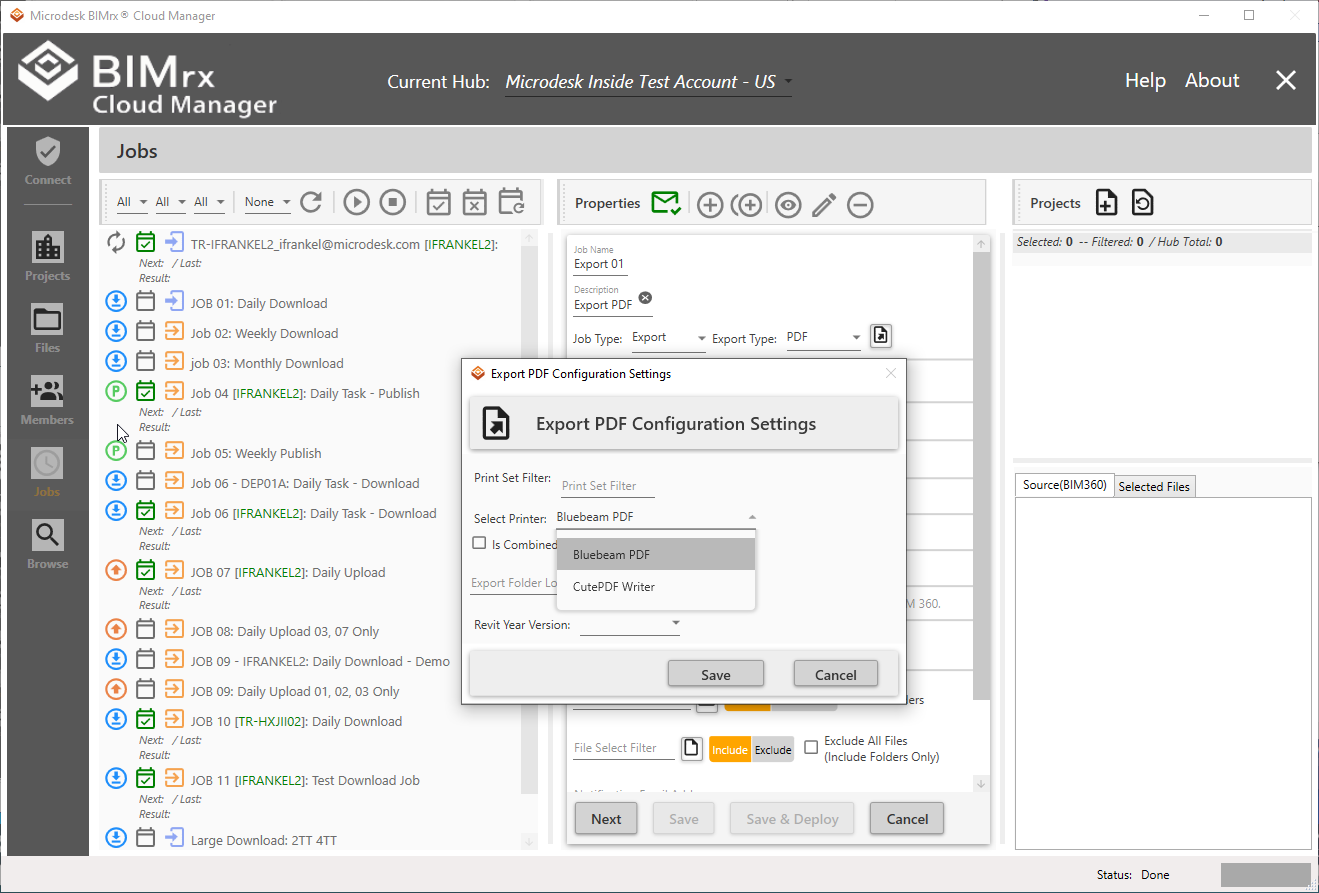 Microdesk BIMrx® Cloud Manager
BIMrx
Cloud Manager
Current Hub: Microdesk Inside Test Account - US
Help About
Connect
Projects
Files
Members
Jobs
Browse
Jobs
All All All None
TR-IFRANKEL2_ifrankel@microdesk.com [IFRANKEL2]:
Next: / Last:
Result:
JOB 01: Daily Download
Job 02: Weekly Download
job 03: Monthly Download
P Job 04 [IFRANKEL2]: Daily Task - Publish
Next: / Last:
Result:
P Job 05: Weekly Publish
Job 06 - DEP01A: Daily Task - Download
Job 06 [IFRANKEL2]: Daily Task - Download
Next: / Last:
Result:
JOB 07 [IFRANKEL2]: Daily Upload
Next: / Last:
Result:
JOB 08: Daily Upload 03, 07 Only
JOB 09 - IFRANKEL2: Daily Download - Demo
JOB 09: Daily Upload 01, 02, 03 Only
JOB 10 [TR-HXJII02]: Daily Download
Next: / Last:
Result:
JOB 11 [IFRANKEL2]: Test Download Job
Next: / Last:
Result:
Large Download: 2TT 4TT
Properties
Job Name
Export 01
Description
Export PDF
Job Type: Export Export Type: PDF
Export PDF Configuration Settings
Export PDF Configuration Settings
Print Set Filter: Print Set Filter
Select Printer: Bluebeam PDF
Is Combined
Bluebeam PDF
CutePDF Writer
Export Folder Lo
Revit Year Version:
Save Cancel
M 360.
ers
File Select Filter Include Exclude Exclude All Files
(Include Folders Only)
Next Save Save & Deploy Cancel
Projects
Selected: 0 -- Filtered: 0 / Hub Total: 0
Source(BIM360) Selected Files
Status: Done